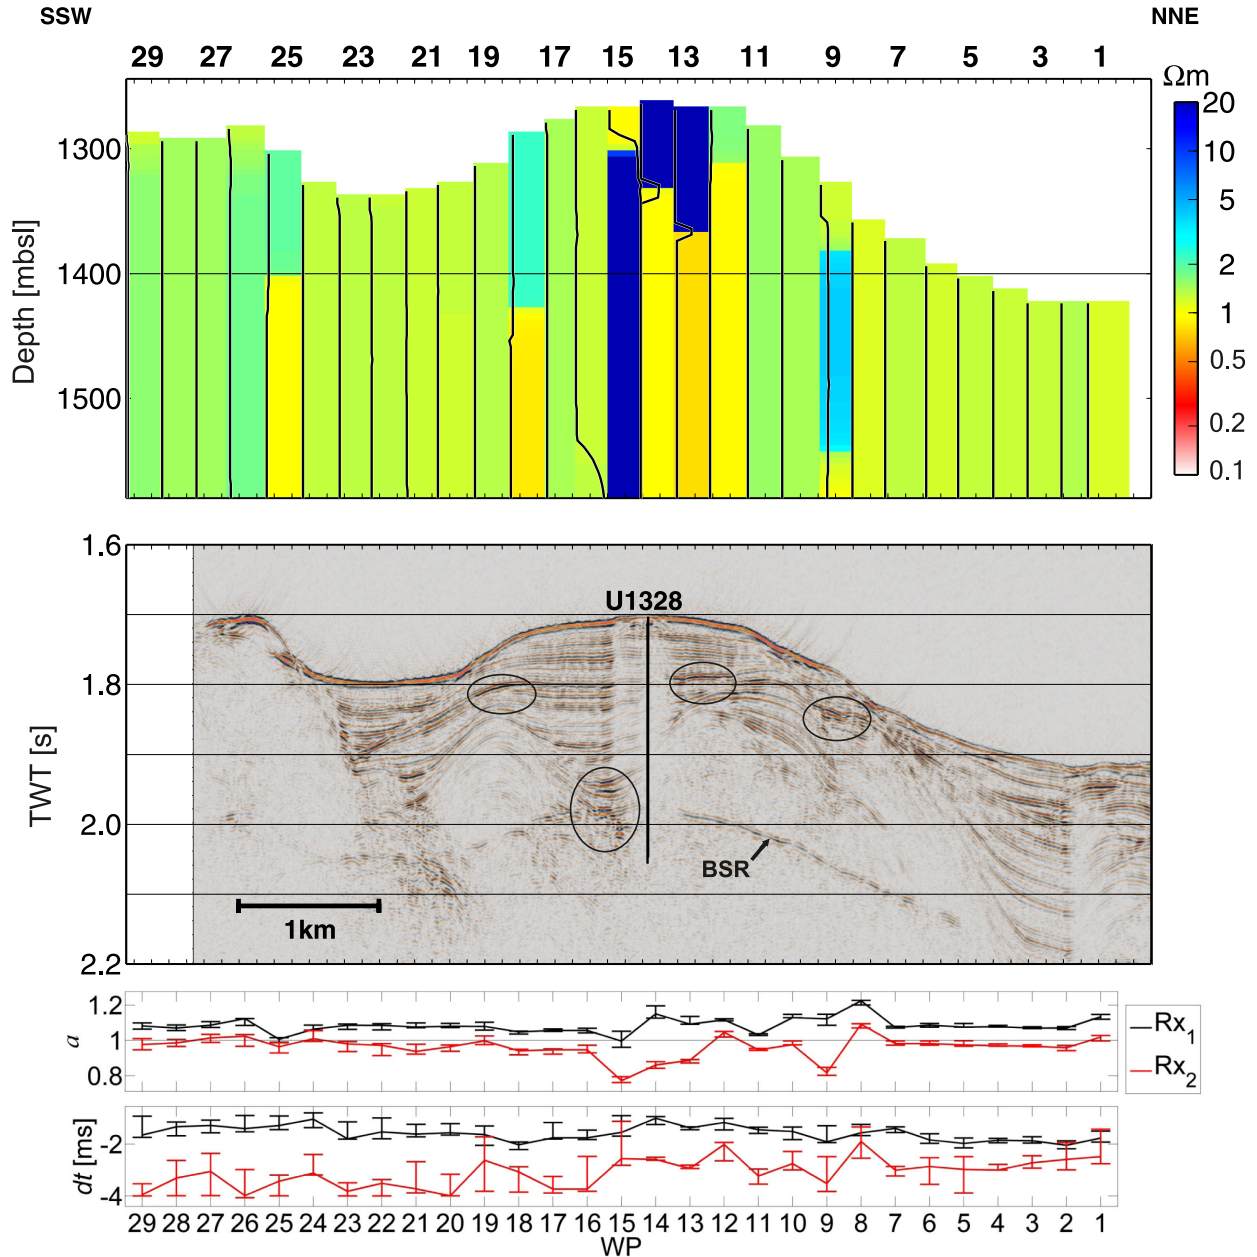 SSW NNE
29 27 25 23 21 19 17 15 13 11 9 7 5 3 1
Ωm
20
10
5
2
1
0.5
0.2
0.1
Depth [mbsl]
1300
1400
1500
TWT [s]
1.6
1.8
2.0
2.2
U1328
BSR
1km
a
1.2
1
0.8
Rx1
Rx2
dt [ms]
-2
-4
29 28 27 26 25 24 23 22 21 20 19 18 17 16 15 14 13 12 11 10 9 8 7 6 5 4 3 2 1
WP